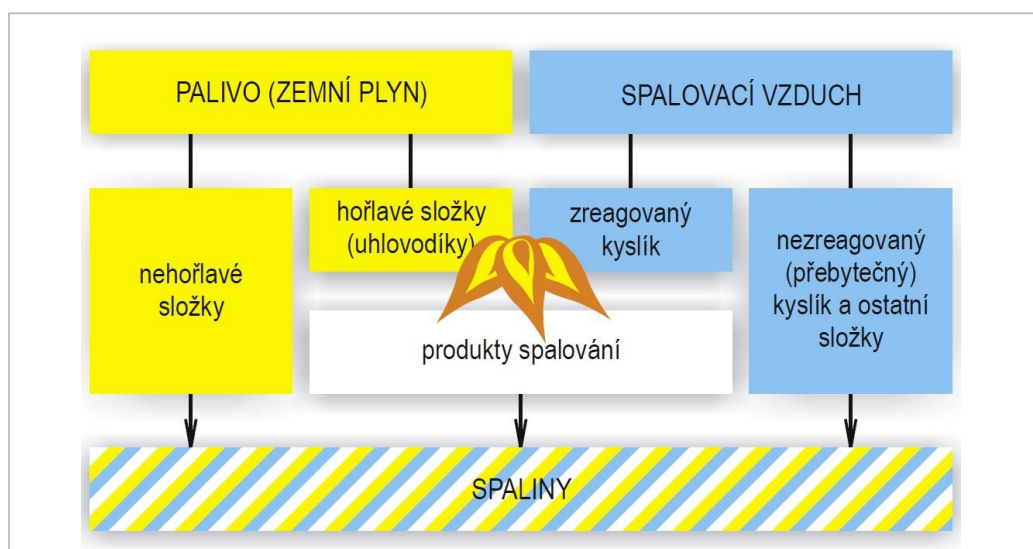 PALIVO (ZEMNÍ PLYN)
SPALOVACÍ VZDUCH
nehořlavé
složky
hořlavé složky
(uhlovodíky)
zreagovaný
kyslík
nezreagovaný
(přebytečný)
kyslík a ostatní
složky
produkty spalování
SPALINY